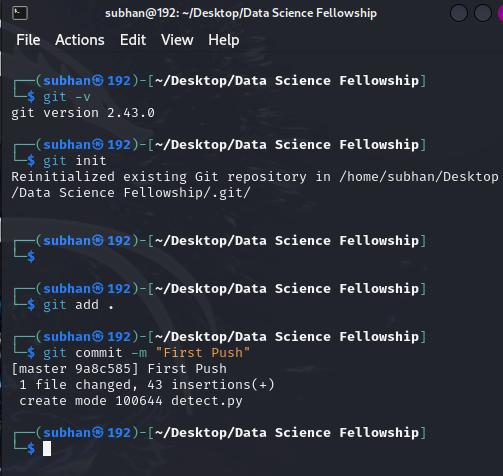 subhan@192: ~/Desktop/Data Science Fellowship
File Actions Edit View Help
┌──(subhan㉿192)-[~/Desktop/Data Science Fellowship]
└─$ git -v
git version 2.43.0
┌──(subhan㉿192)-[~/Desktop/Data Science Fellowship]
└─$ git init
Reinitialized existing Git repository in /home/subhan/Desktop
/Data Science Fellowship/.git/
┌──(subhan㉿192)-[~/Desktop/Data Science Fellowship]
└─$
┌──(subhan㉿192)-[~/Desktop/Data Science Fellowship]
└─$ git add .
┌──(subhan㉿192)-[~/Desktop/Data Science Fellowship]
└─$ git commit -m "First Push"
[master 9a8c585] First Push
1 file changed, 43 insertions(+)
create mode 100644 detect.py
┌──(subhan㉿192)-[~/Desktop/Data Science Fellowship]
└─$